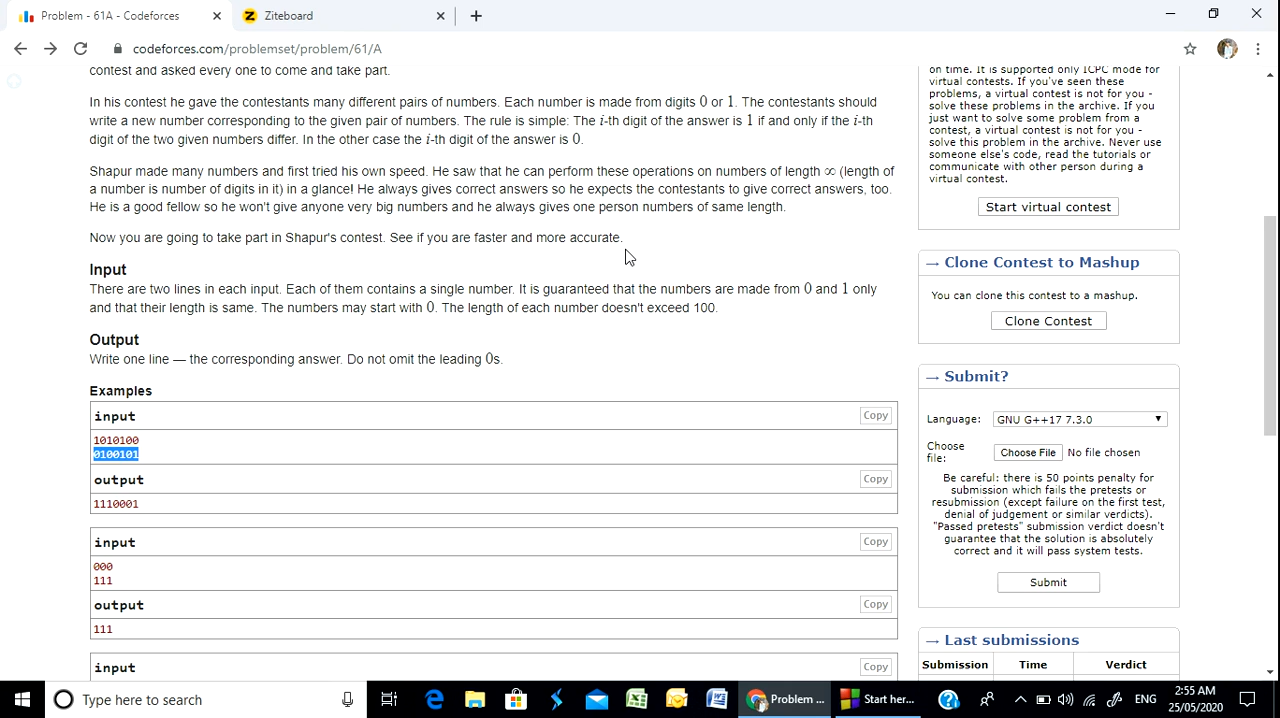 Problem - 61A - Codeforces
Ziteboard
codeforces.com/problemset/problem/61/A
contest and asked every one to come and take part.
In his contest he gave the contestants many different pairs of numbers. Each number is made from digits 0 or 1. The contestants should
write a new number corresponding to the given pair of numbers. The rule is simple: The i-th digit of the answer is 1 if and only if the i-th
digit of the two given numbers differ. In the other case the i-th digit of the answer is 0.
Shapur made many numbers and first tried his own speed. He saw that he can perform these operations on numbers of length ∞ (length of
a number is number of digits in it) in a glance! He always gives correct answers so he expects the contestants to give correct answers, too.
He is a good fellow so he won't give anyone very big numbers and he always gives one person numbers of same length.
Now you are going to take part in Shapur's contest. See if you are faster and more accurate.
Input
There are two lines in each input. Each of them contains a single number. It is guaranteed that the numbers are made from 0 and 1 only
and that their length is same. The numbers may start with 0. The length of each number doesn't exceed 100.
Output
Write one line — the corresponding answer. Do not omit the leading 0s.
Examples
input
Copy
1010100
0100101
output
Copy
1110001
input
Copy
000
111
output
Copy
111
input
Copy
on time. It is supported only ICPC mode for
virtual contests. If you've seen these
problems, a virtual contest is not for you -
solve these problems in the archive. If you
just want to solve some problem from a
contest, a virtual contest is not for you -
solve this problem in the archive. Never use
someone else's code, read the tutorials or
communicate with other person during a
virtual contest.
Start virtual contest
→ Clone Contest to Mashup
You can clone this contest to a mashup.
Clone Contest
→ Submit?
Language: GNU G++17 7.3.0
Choose
file:
Choose File No file chosen
Be careful: there is 50 points penalty for
submission which fails the pretests or
resubmission (except failure on the first test,
denial of judgement or similar verdicts).
"Passed pretests" submission verdict doesn't
guarantee that the solution is absolutely
correct and it will pass system tests.
Submit
→ Last submissions
Submission Time Verdict
Type here to search
Problem ...
Start her...
ENG
2:55 AM
25/05/2020